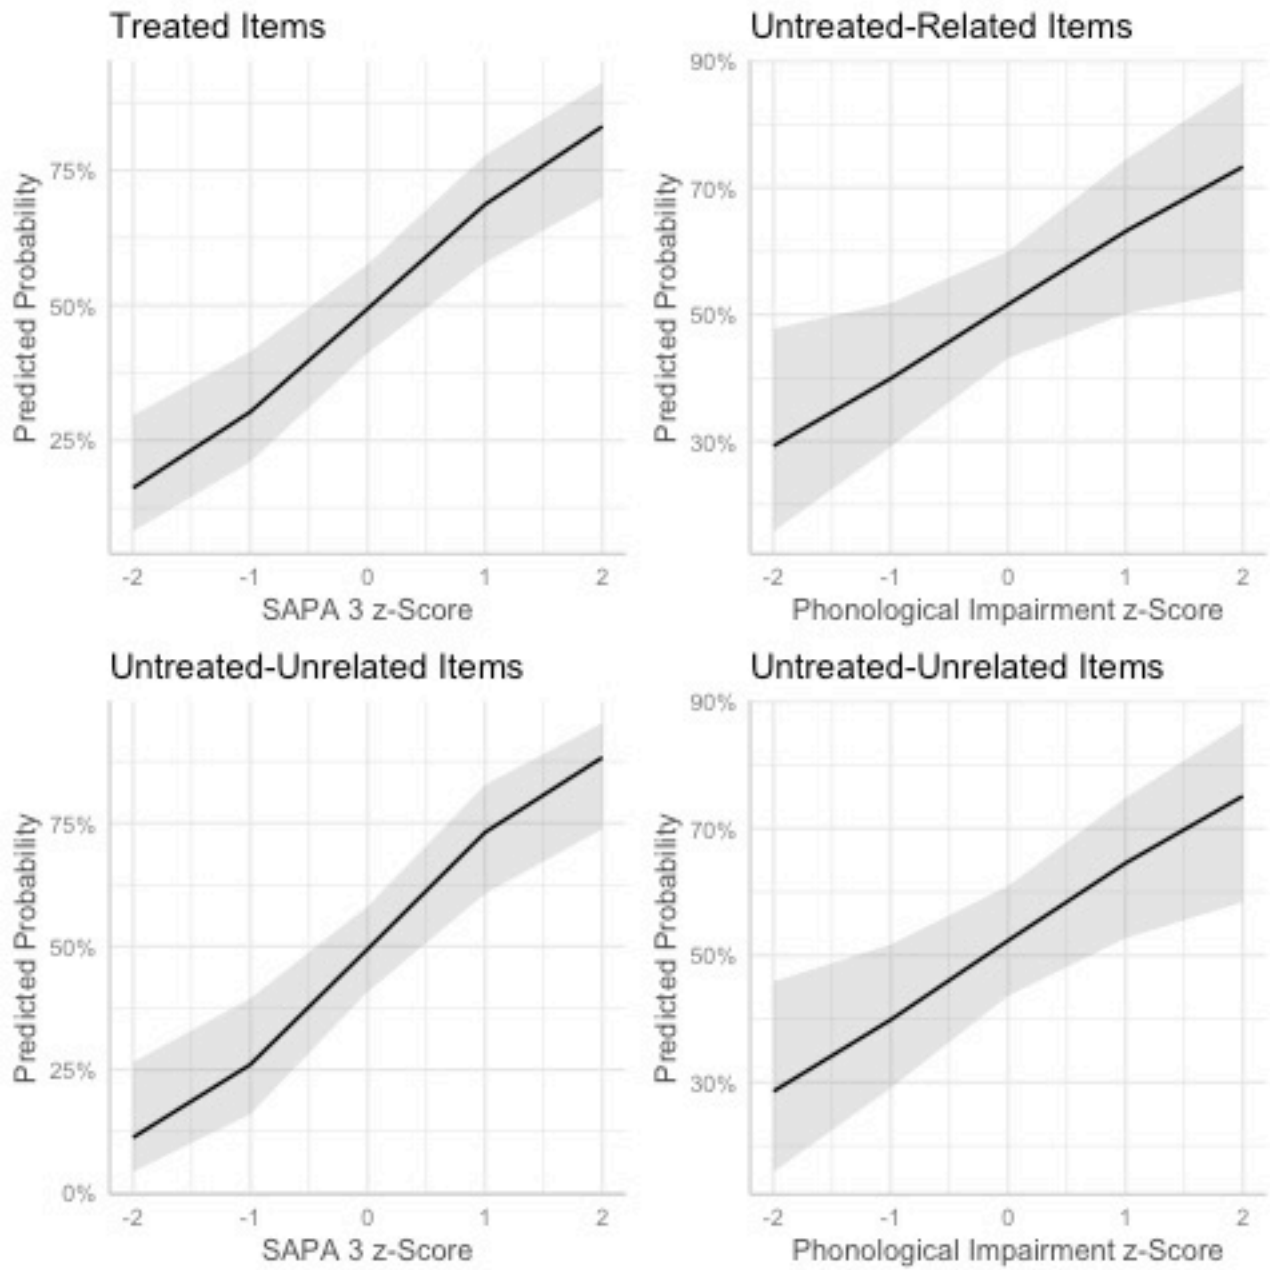 Treated Items
Predicted Probability
75%
50%
25%
-2 -1 0 1 2
SAPA 3 z-Score
Untreated-Related Items
Predicted Probability
90%
70%
50%
30%
-2 -1 0 1 2
Phonological Impairment z-Score
Untreated-Unrelated Items
Predicted Probability
75%
50%
25%
0%
-2 -1 0 1 2
SAPA 3 z-Score
Untreated-Unrelated Items
Predicted Probability
90%
70%
50%
30%
-2 -1 0 1 2
Phonological Impairment z-Score